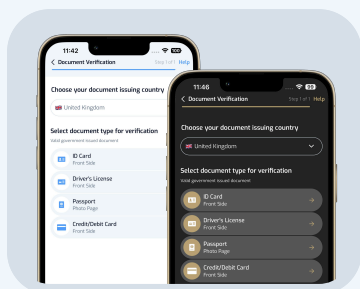 11:42
100
Document Verification
Step 1 of 1
Help
Choose your document issuing country
United Kingdom
Select document type for verification
Valid government-issued document
ID Card
Front Side
Driver's License
Front Side
Passport
Photo Page
Credit/Debit Card
Front Side
11:46
99
Document Verification
Step 1 of 1
Help
Choose your document issuing country
United Kingdom
Select document type for verification
Valid government-issued document
ID Card
Front Side
Driver's License
Front Side
Passport
Photo Page
Credit/Debit Card
Front Side